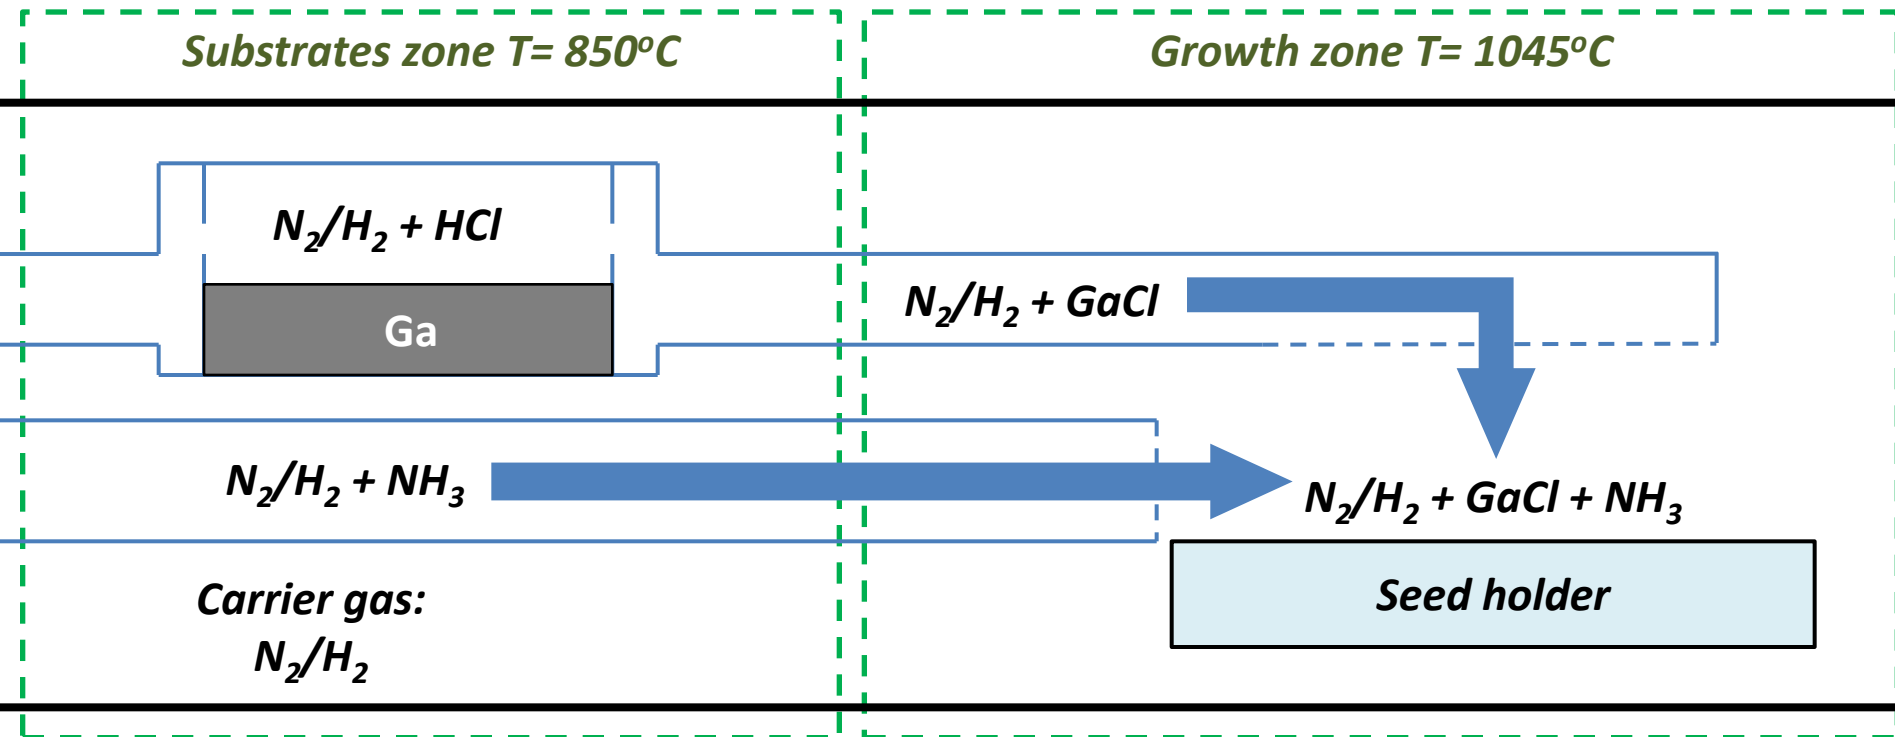 Substrates zone T= 850°C
Growth zone T= 1045°C
N₂/H₂ + HCl
Ga
N₂/H₂ + GaCl
N₂/H₂ + NH₃
N₂/H₂ + GaCl + NH₃
Carrier gas:
N₂/H₂
Seed holder